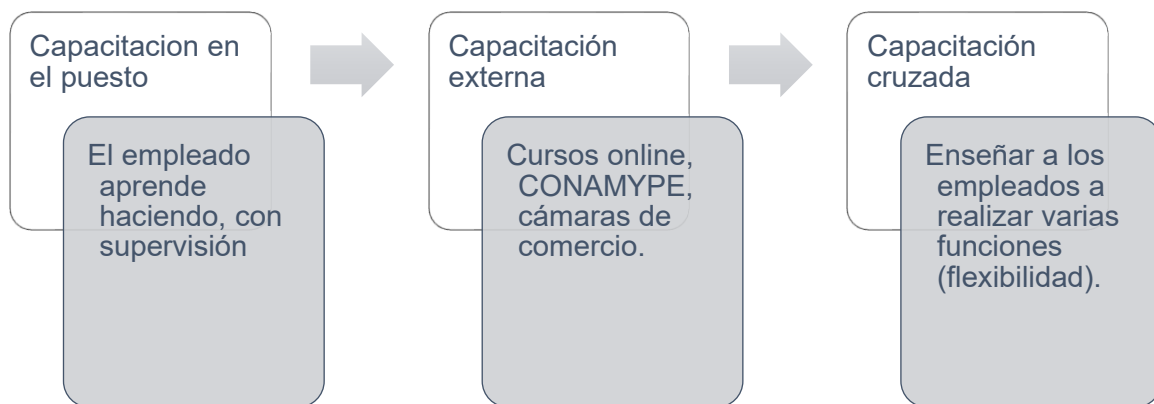 Capacitacion en
el puesto
El empleado
aprende
haciendo, con
supervisión
Capacitación
externa
Cursos online,
CONAMYPE,
cámaras de
comercio.
Capacitación
cruzada
Enseñar a los
empleados a
realizar varias
funciones
(flexibilidad).